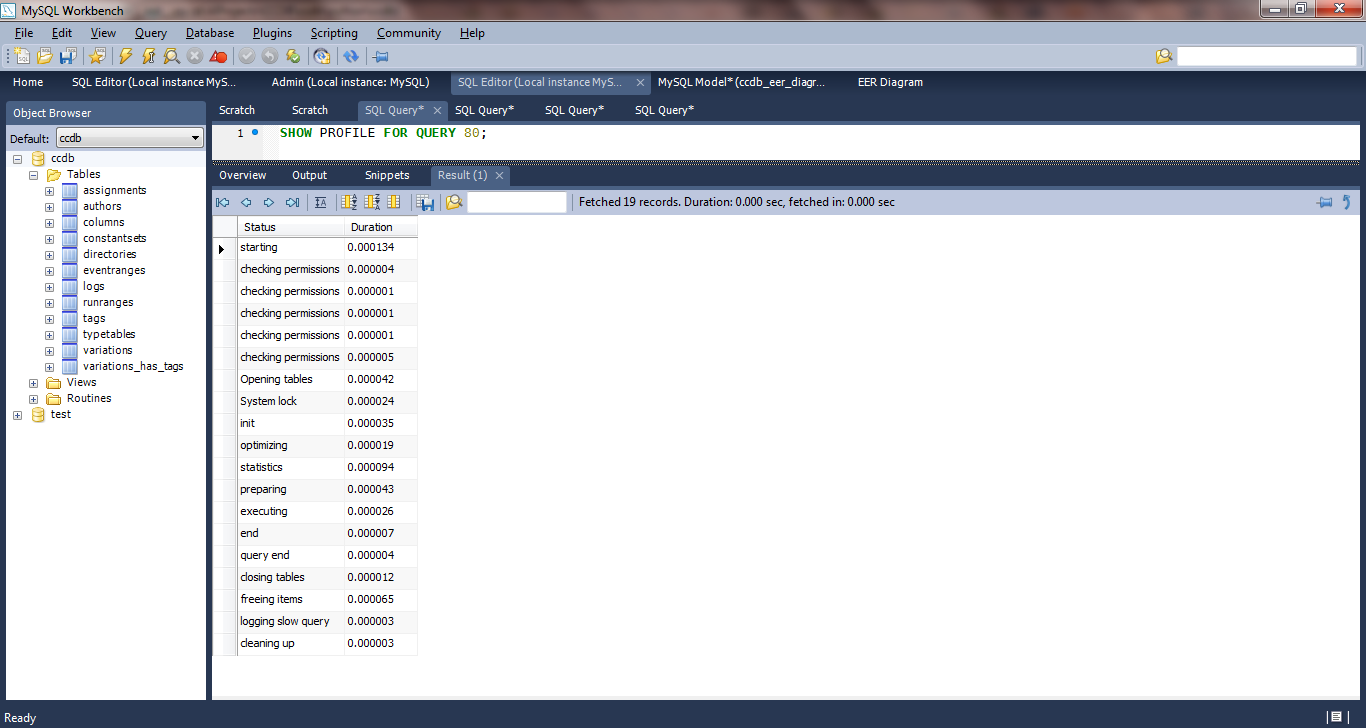 MySQL Workbench
File Edit View Query Database Plugins Scripting Community Help
Home SQL Editor (Local instance MyS... Admin (Local instance: MySQL) SQL Editor (Local instance MyS... MySQL Model* (ccdb_eer_diagr... EER Diagram
Object Browser
Default: ccdb
ccdb
Tables
assignments
authors
columns
constantsets
directories
eventranges
logs
runranges
tags
typetables
variations
variations_has_tags
Views
Routines
test
Scratch Scratch SQL Query* SQL Query* SQL Query* SQL Query*
1 SHOW PROFILE FOR QUERY 80;
Overview Output Snippets Result (1)
Fetched 19 records. Duration: 0.000 sec, fetched in: 0.000 sec
Status Duration
starting 0.000134
checking permissions 0.000004
checking permissions 0.000001
checking permissions 0.000001
checking permissions 0.000001
checking permissions 0.000005
Opening tables 0.000042
System lock 0.000024
init 0.000035
optimizing 0.000019
statistics 0.000094
preparing 0.000043
executing 0.000026
end 0.000007
query end 0.000004
closing tables 0.000012
freeing items 0.000065
logging slow query 0.000003
cleaning up 0.000003
Ready